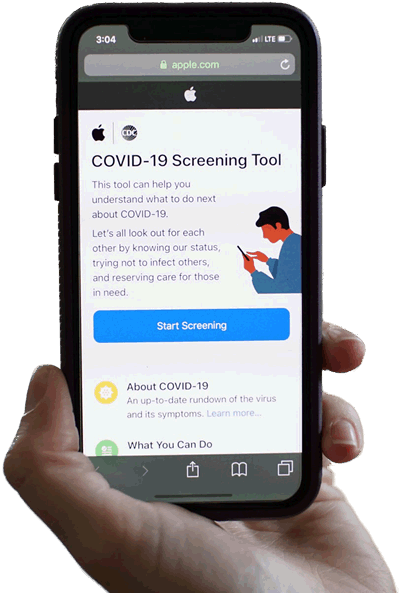 3:04
LTE
apple.com
CDC
COVID-19 Screening Tool
This tool can help you
understand what to do next
about COVID-19.
Let's all look out for each
other by knowing our status,
trying not to infect others,
and reserving care for those
in need.
Start Screening
About COVID-19
An up-to-date rundown of the virus
and its symptoms. Learn more...
What You Can Do